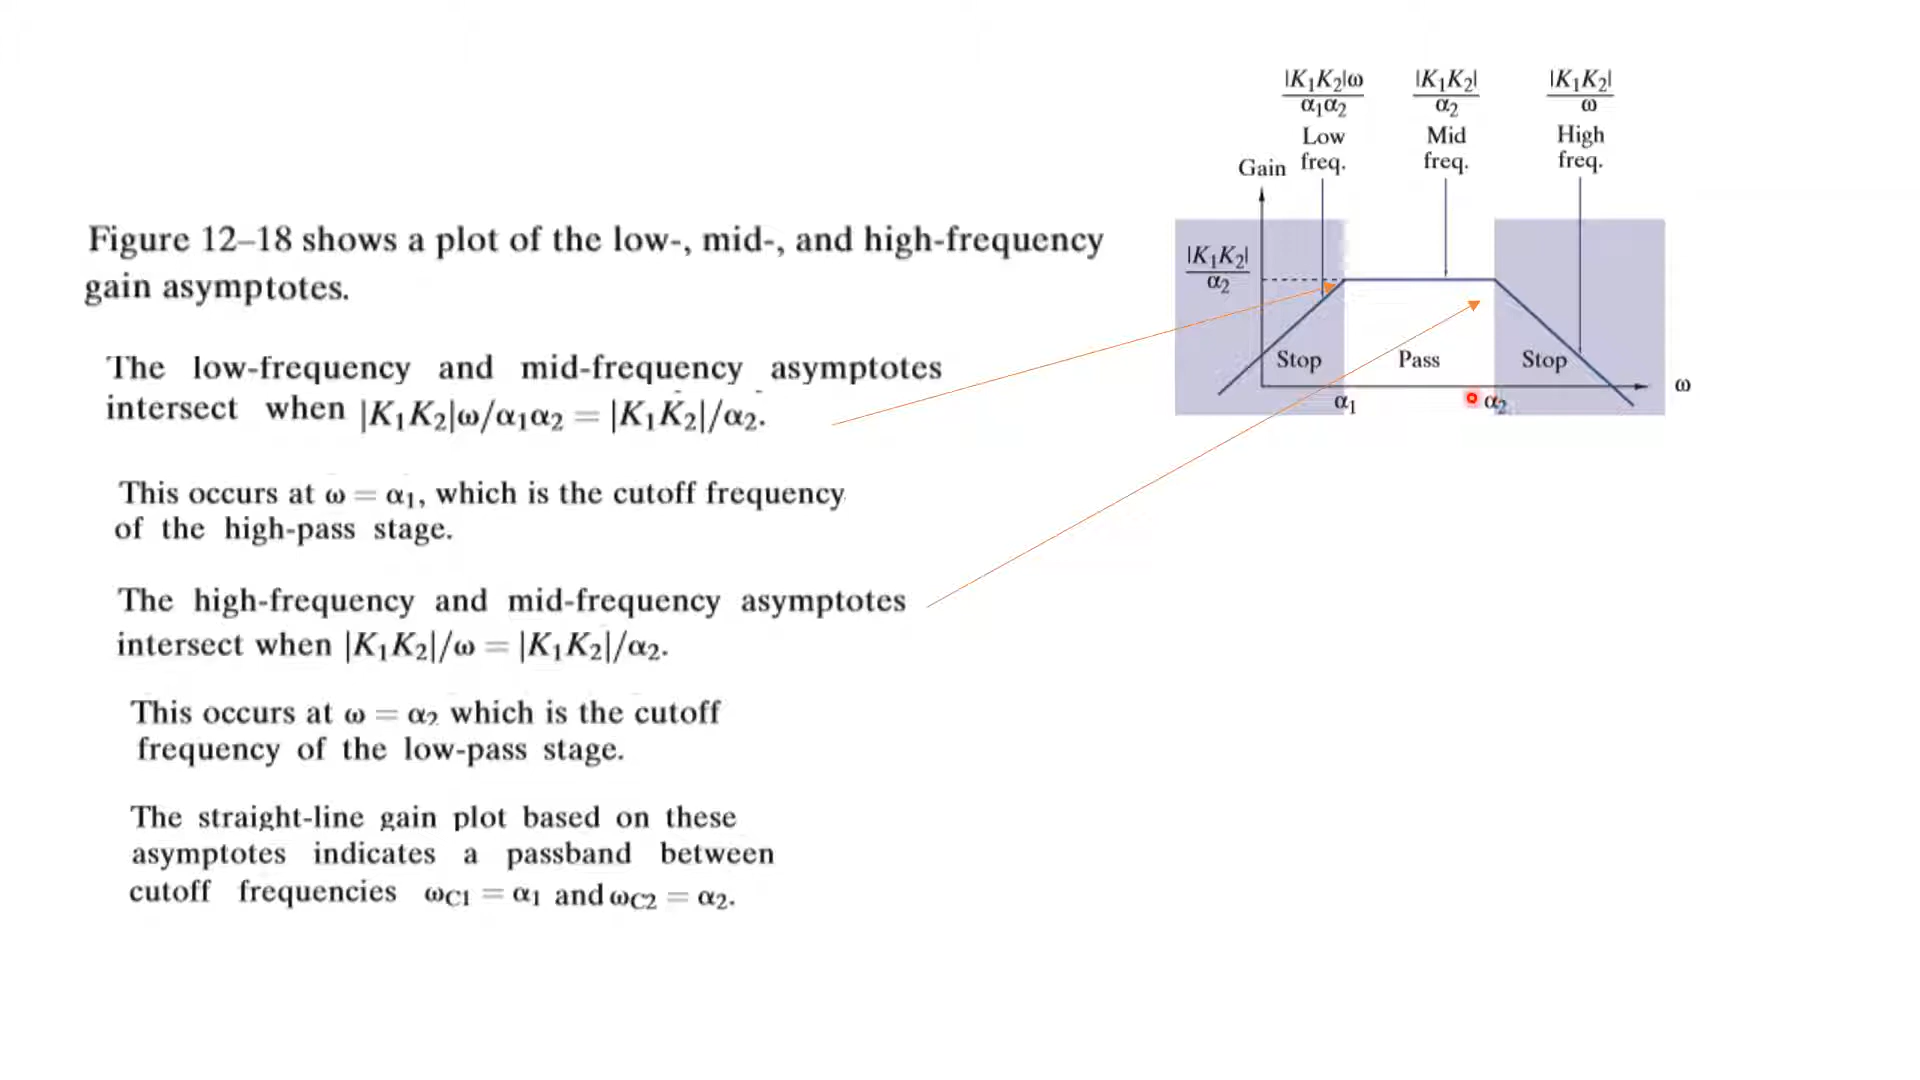 Figure 12–18 shows a plot of the low-, mid-, and high-frequency
gain asymptotes.
The low-frequency and mid-frequency asymptotes
intersect when |K₁K₂|ω/α₁α₂ = |K₁K₂|/α₂.
This occurs at ω = α₁, which is the cutoff frequency
of the high-pass stage.
The high-frequency and mid-frequency asymptotes
intersect when |K₁K₂|/ω = |K₁K₂|/α₂.
This occurs at ω = α₂ which is the cutoff
frequency of the low-pass stage.
The straight-line gain plot based on these
asymptotes indicates a passband between
cutoff frequencies ωC1 = α₁ and ωC2 = α₂.
|K₁K₂|ω
α₁α₂
Low
freq.
|K₁K₂|
α₂
Mid
freq.
|K₁K₂|
ω
High
freq.
Gain
|K₁K₂|
α₂
Stop
Pass
Stop
ω
α₁
α₂